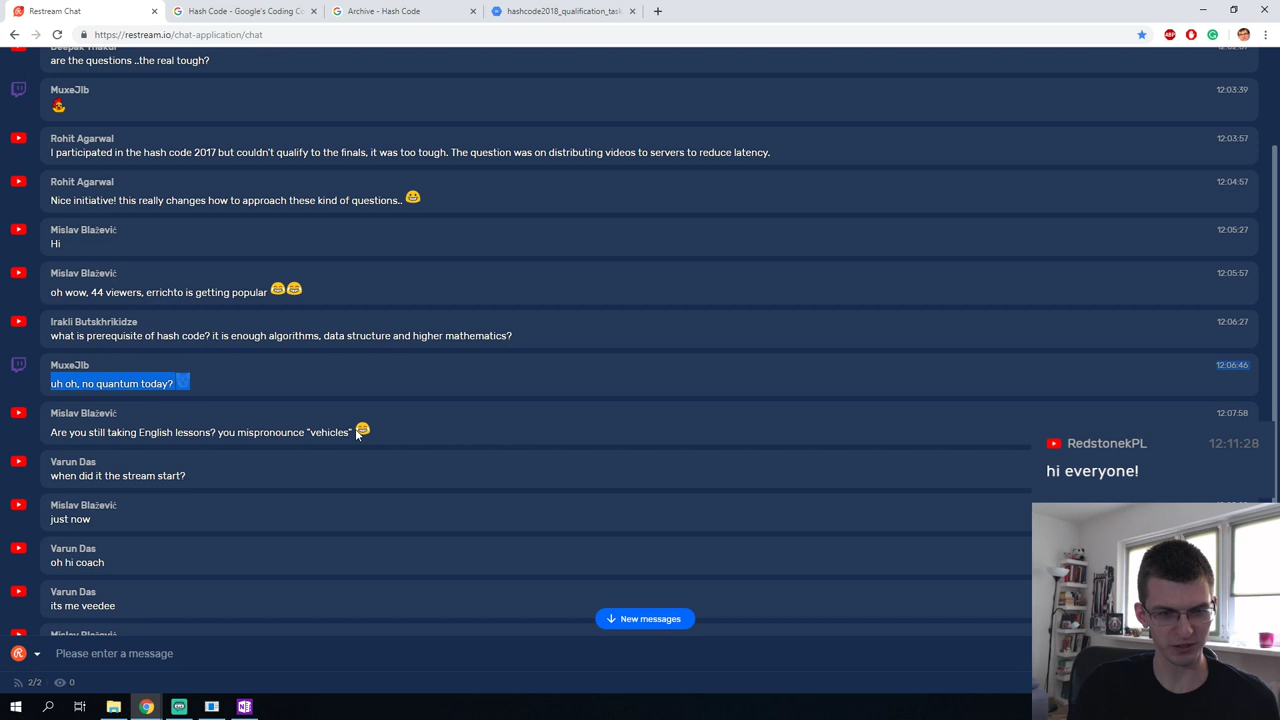 Restream Chat
Hash Code - Google's Coding Co
Archive - Hash Code
hashcode2018_qualification_task
https://restream.io/chat-application/chat
Deepak Thakur
are the questions ..the real tough?
MuxeJlb
12:03:39
Rohit Agarwal
12:03:57
I participated in the hash code 2017 but couldn't qualify to the finals, it was too tough. The question was on distributing videos to servers to reduce latency.
Rohit Agarwal
12:04:57
Nice initiative! this really changes how to approach these kind of questions..
Mislav Blažević
12:05:27
Hi
Mislav Blažević
12:05:57
oh wow, 44 viewers, errichto is getting popular
Irakli Butskhrikidze
12:06:27
what is prerequisite of hash code? it is enough algorithms, data structure and higher mathematics?
MuxeJlb
12:06:46
uh oh, no quantum today?
Mislav Blažević
12:07:58
Are you still taking English lessons? you mispronounce "vehicles"
RedstonekPL
12:11:28
hi everyone!
Varun Das
when did it the stream start?
Mislav Blažević
just now
Varun Das
oh hi coach
Varun Das
its me veedee
New messages
Mislav Blažević
Please enter a message
2/2
0